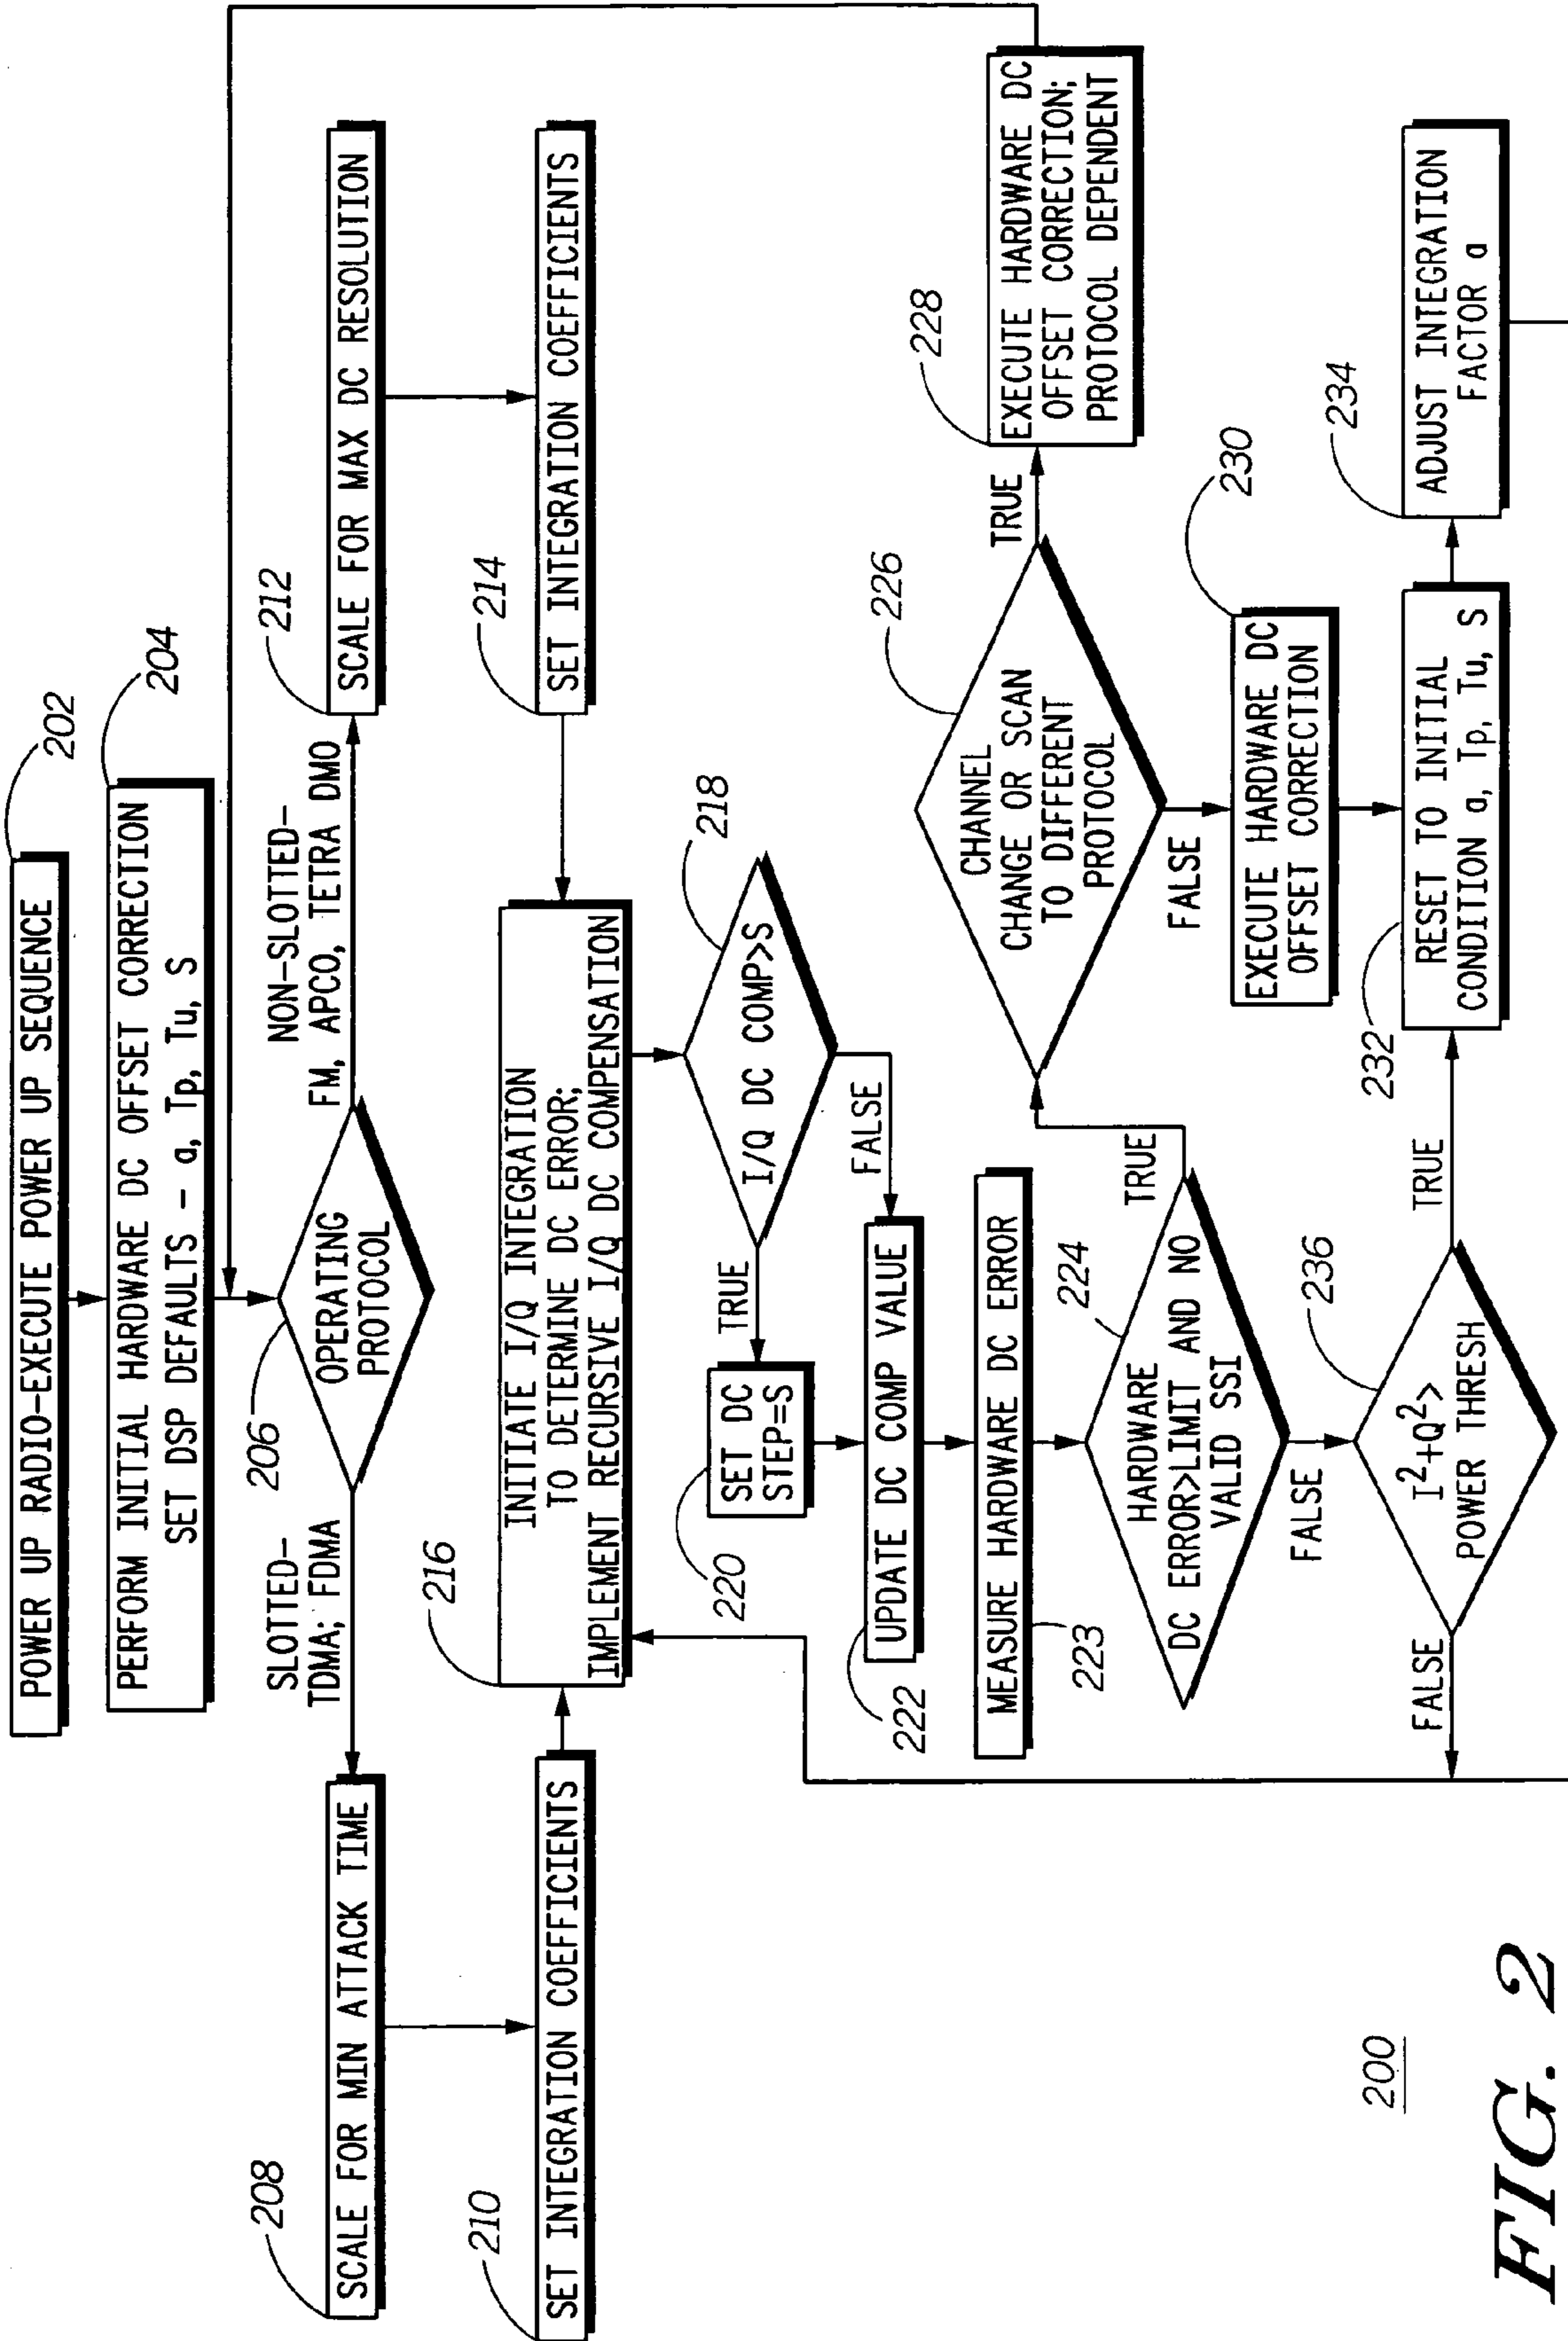 POWER UP RADIO-EXECUTE POWER UP SEQUENCE
202
PERFORM INITIAL HARDWARE DC OFFSET CORRECTION
SET DSP DEFAULTS - a, Tp, Tu, S
204
OPERATING
PROTOCOL
206
SLOTTED-
TDMA; FDMA
NON-SLOTTED-
FM, APCO, TETRA DMO
208
SCALE FOR MIN ATTACK TIME
210
SET INTEGRATION COEFFICIENTS
212
SCALE FOR MAX DC RESOLUTION
214
SET INTEGRATION COEFFICIENTS
216
INITIATE I/Q INTEGRATION
TO DETERMINE DC ERROR;
IMPLEMENT RECURSIVE I/Q DC COMPENSATION
218
I/Q DC COMP>S
TRUE
FALSE
220
SET DC
STEP=S
222
UPDATE DC COMP VALUE
MEASURE HARDWARE DC ERROR
223
224
HARDWARE
DC ERROR>LIMIT AND NO
VALID SSI
TRUE
FALSE
226
CHANNEL
CHANGE OR SCAN
TO DIFFERENT
PROTOCOL
TRUE
FALSE
228
EXECUTE HARDWARE DC
OFFSET CORRECTION;
PROTOCOL DEPENDENT
230
EXECUTE HARDWARE DC
OFFSET CORRECTION
232
RESET TO INITIAL
CONDITION a, Tp, Tu, S
234
ADJUST INTEGRATION
FACTOR a
236
I²+Q²>
POWER THRESH
TRUE
FALSE
200
FIG. 2